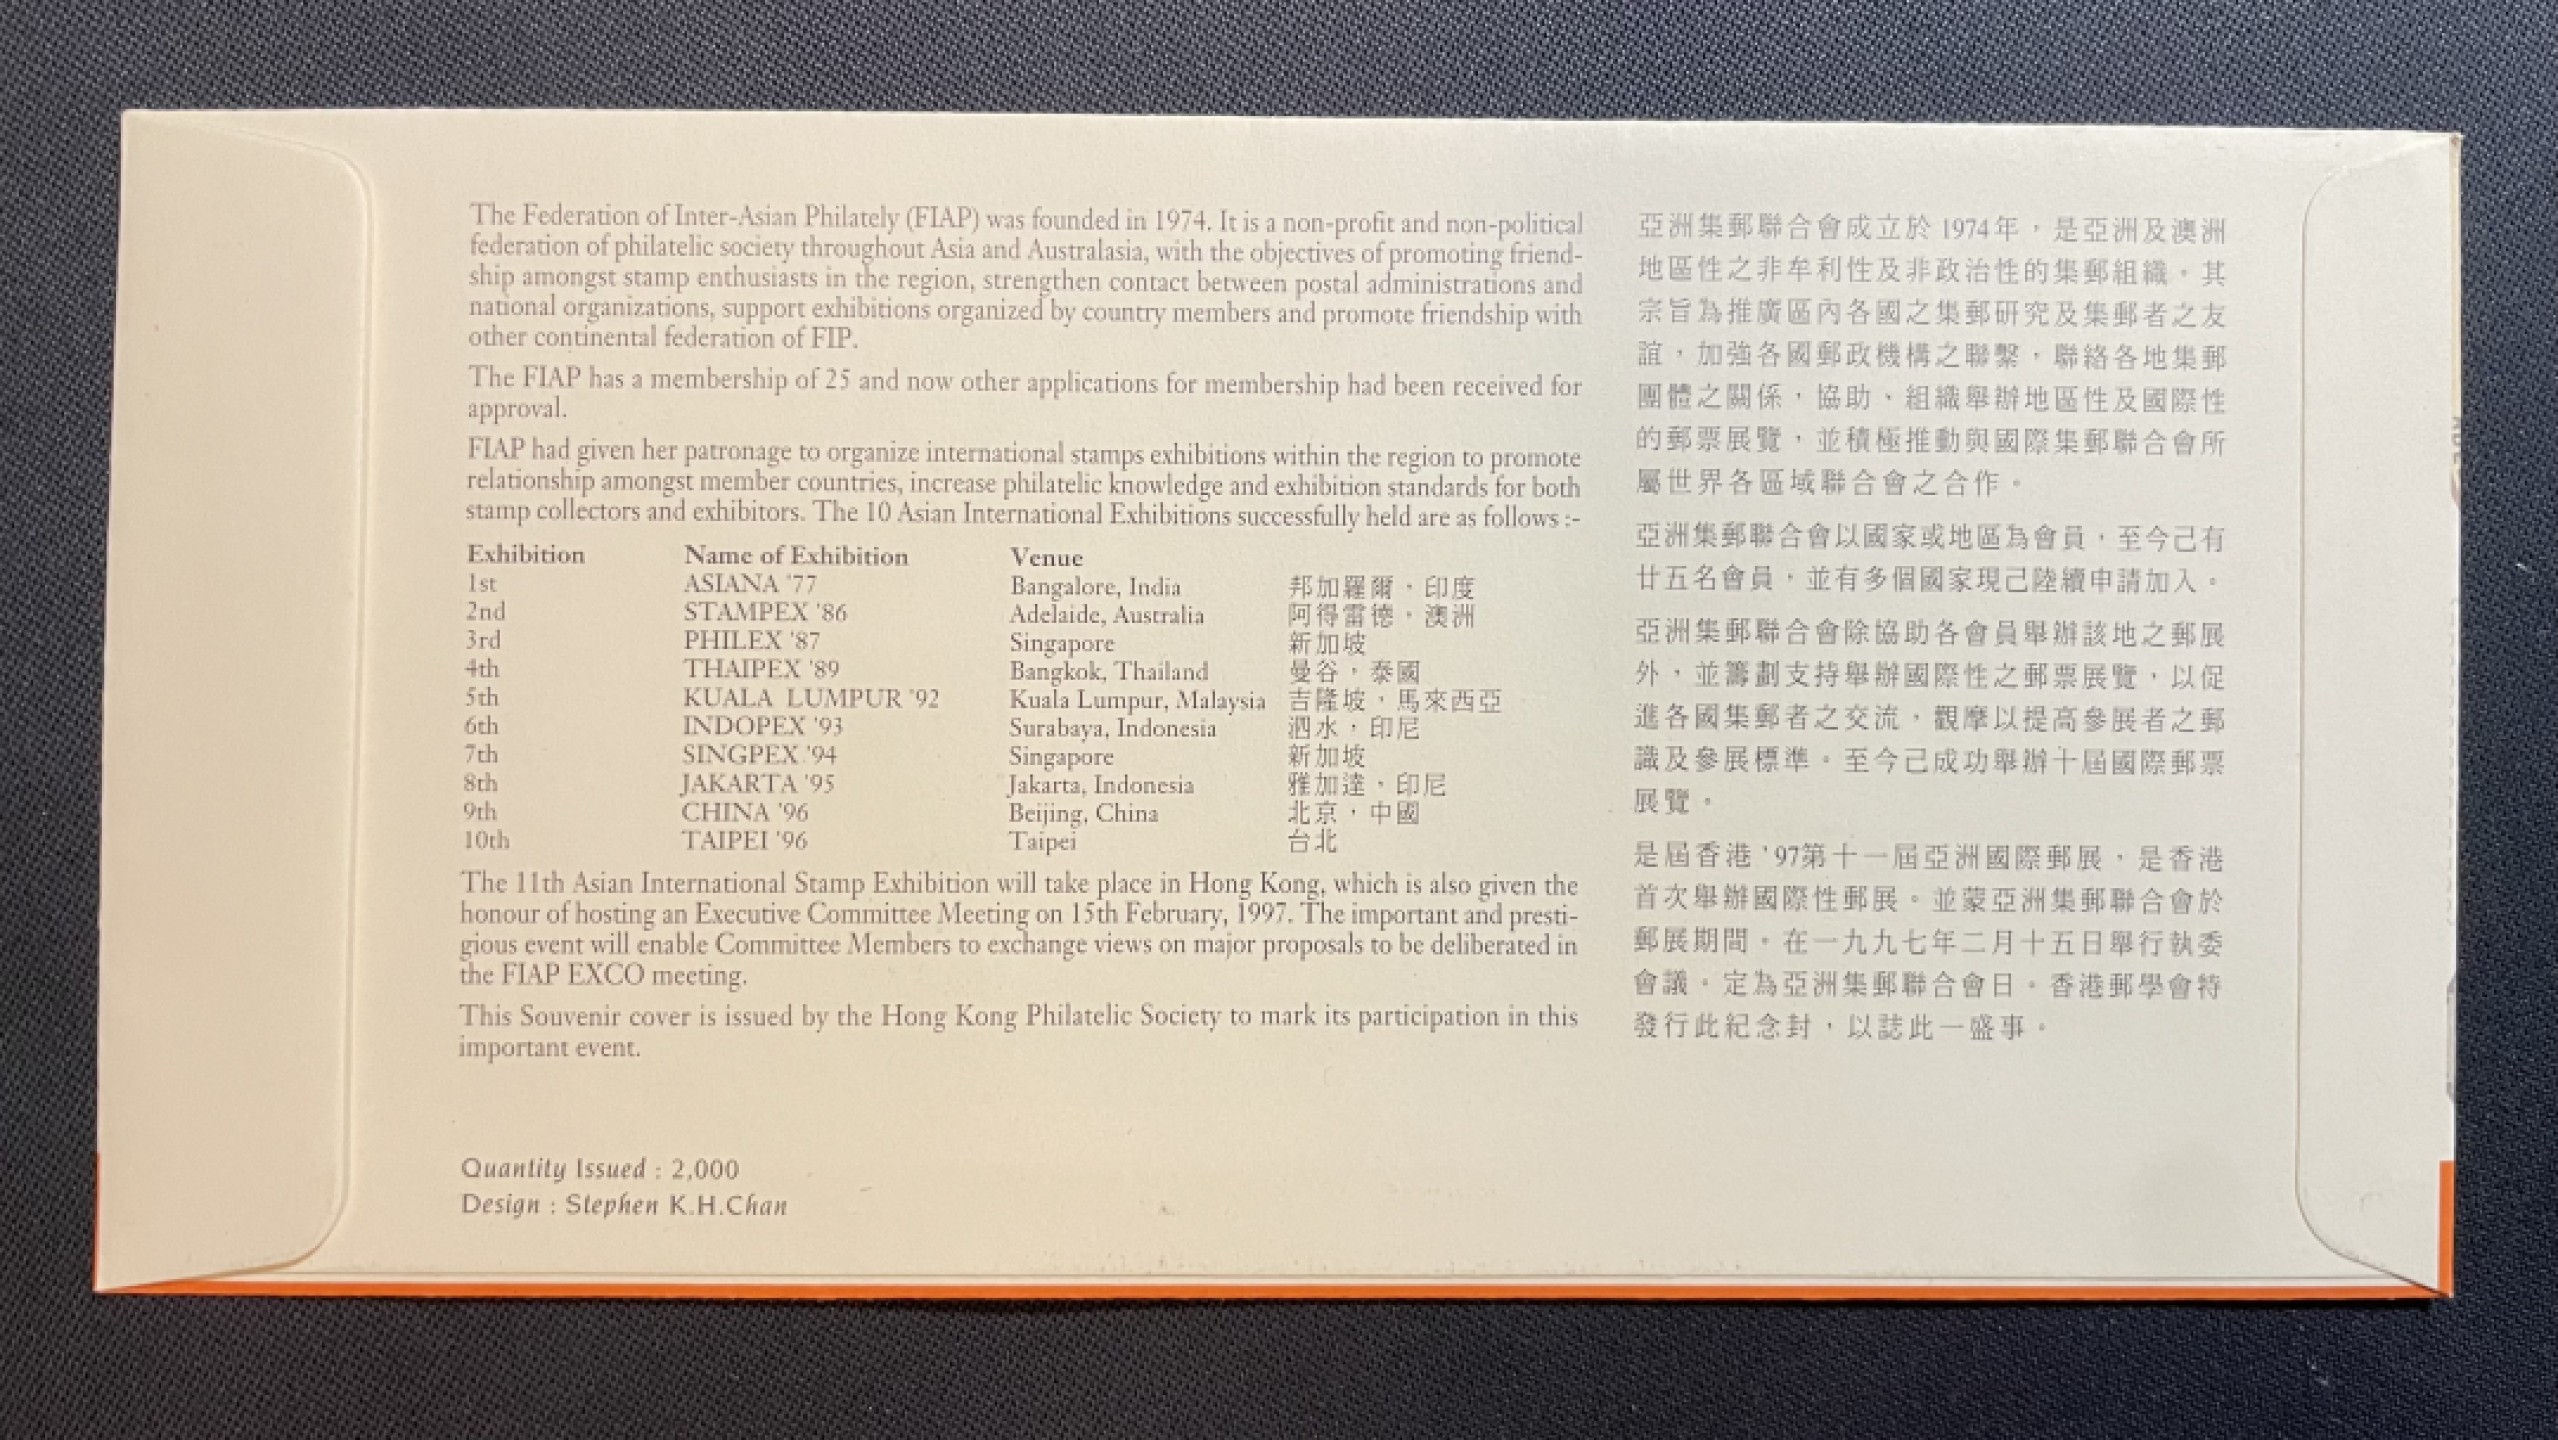 The Federation of Inter-Asian Philately (FIAP) was founded in 1974. It is a non-profit and non-political
federation of philatelic society throughout Asia and Australasia, with the objectives of promoting friend-
ship amongst stamp enthusiasts in the region, strengthen contact between postal administrations and
national organizations, support exhibitions organized by country members and promote friendship with
other continental federation of FIP.
The FIAP has a membership of 25 and now other applications for membership had been received for
approval.
FIAP had given her patronage to organize international stamps exhibitions within the region to promote
relationship amongst member countries, increase philatelic knowledge and exhibition standards for both
stamp collectors and exhibitors. The 10 Asian International Exhibitions successfully held are as follows :-
Exhibition Name of Exhibition Venue
1st ASIANA '77 Bangalore, India 邦加羅爾，印度
2nd STAMPEX '86 Adelaide, Australia 阿得雷德，澳洲
3rd PHILEX '87 Singapore 新加坡
4th THAIPEX '89 Bangkok, Thailand 曼谷，泰國
5th KUALA LUMPUR '92 Kuala Lumpur, Malaysia 吉隆坡，馬來西亞
6th INDOPEX '93 Surabaya, Indonesia 泗水，印尼
7th SINGPEX '94 Singapore 新加坡
8th JAKARTA '95 Jakarta, Indonesia 雅加達，印尼
9th CHINA '96 Beijing, China 北京，中國
10th TAIPEI '96 Taipei 台北
The 11th Asian International Stamp Exhibition will take place in Hong Kong, which is also given the
honour of hosting an Executive Committee Meeting on 15th February, 1997. The important and presti-
gious event will enable Committee Members to exchange views on major proposals to be deliberated in
the FIAP EXCO meeting.
This Souvenir cover is issued by the Hong Kong Philatelic Society to mark its participation in this
important event.
Quantity Issued : 2,000
Design : Stephen K.H.Chan
亞洲集郵聯合會成立於1974年，是亞洲及澳洲
地區性之非牟利性及非政治性的集郵組織。其
宗旨為推廣區內各國之集郵研究及集郵者之友
誼，加強各國郵政機構之聯繫，聯絡各地集郵
團體之關係，協助、組織舉辦地區性及國際性
的郵票展覽，並積極推動與國際集郵聯合會所
屬世界各區域聯合會之合作。
亞洲集郵聯合會以國家或地區為會員，至今己有
廿五名會員，並有多個國家現己陸續申請加入。
亞洲集郵聯合會除協助各會員舉辦該地之郵展
外，並籌劃支持舉辦國際性之郵票展覽，以促
進各國集郵者之交流，觀摩以提高參展者之郵
識及參展標準。至今己成功舉辦十屆國際郵票
展覽。
是屆香港'97第十一屆亞洲國際郵展，是香港
首次舉辦國際性郵展。並蒙亞洲集郵聯合會於
郵展期間。在一九九七年二月十五日舉行執委
會議。定為亞洲集郵聯合會日。香港郵學會特
發行此紀念封，以誌此一盛事。